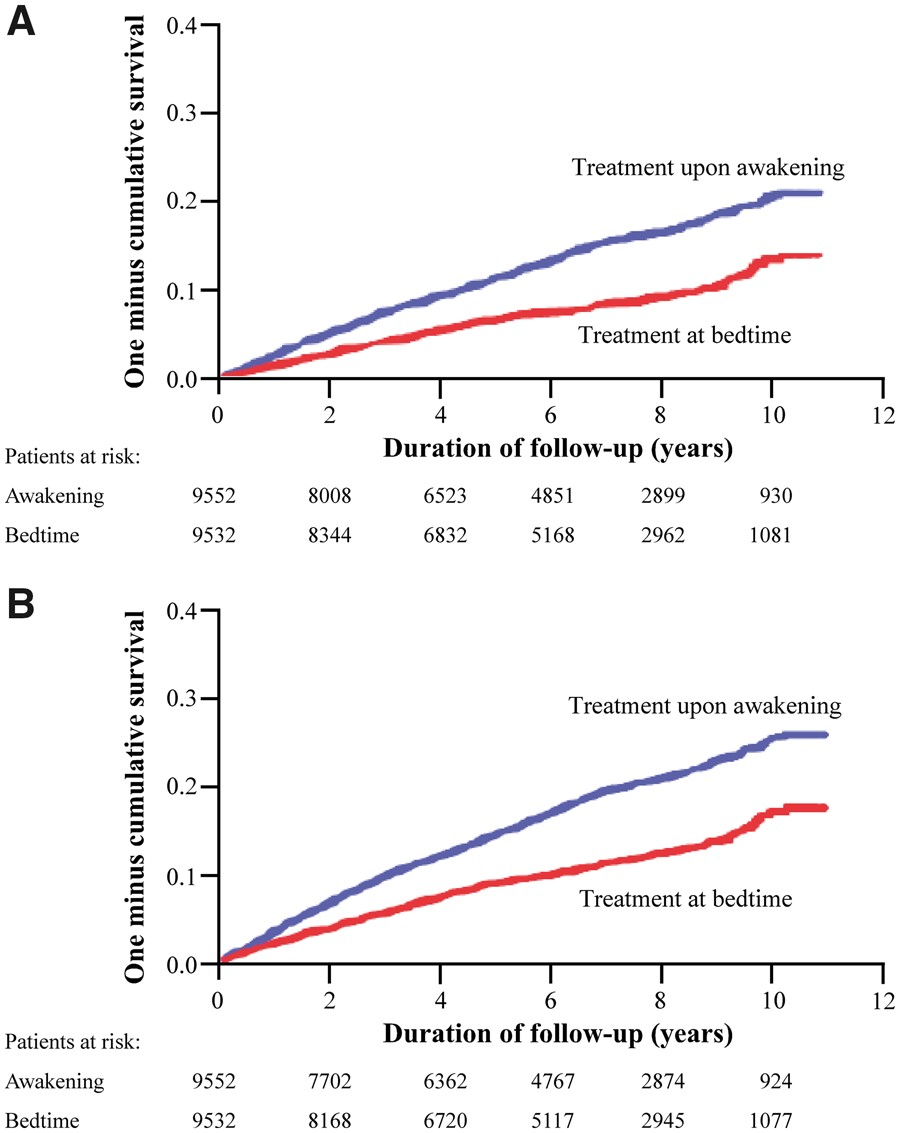 A
One minus cumulative survival
0.4
0.3
0.2
0.1
0.0
Treatment upon awakening
Treatment at bedtime
0 2 4 6 8 10 12
Duration of follow-up (years)
Patients at risk:
Awakening 9552 8008 6523 4851 2899 930
Bedtime 9532 8344 6832 5168 2962 1081
B
One minus cumulative survival
0.4
0.3
0.2
0.1
0.0
Treatment upon awakening
Treatment at bedtime
0 2 4 6 8 10 12
Duration of follow-up (years)
Patients at risk:
Awakening 9552 7702 6362 4767 2874 924
Bedtime 9532 8168 6720 5117 2945 1077